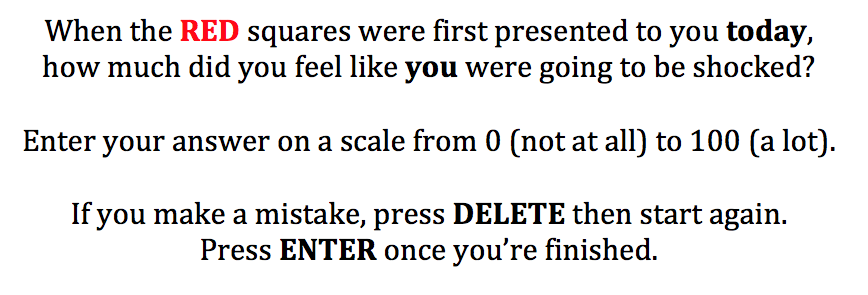 When the RED squares were first presented to you today,
how much did you feel like you were going to be shocked?
Enter your answer on a scale from 0 (not at all) to 100 (a lot).
If you make a mistake, press DELETE then start again.
Press ENTER once you’re finished.